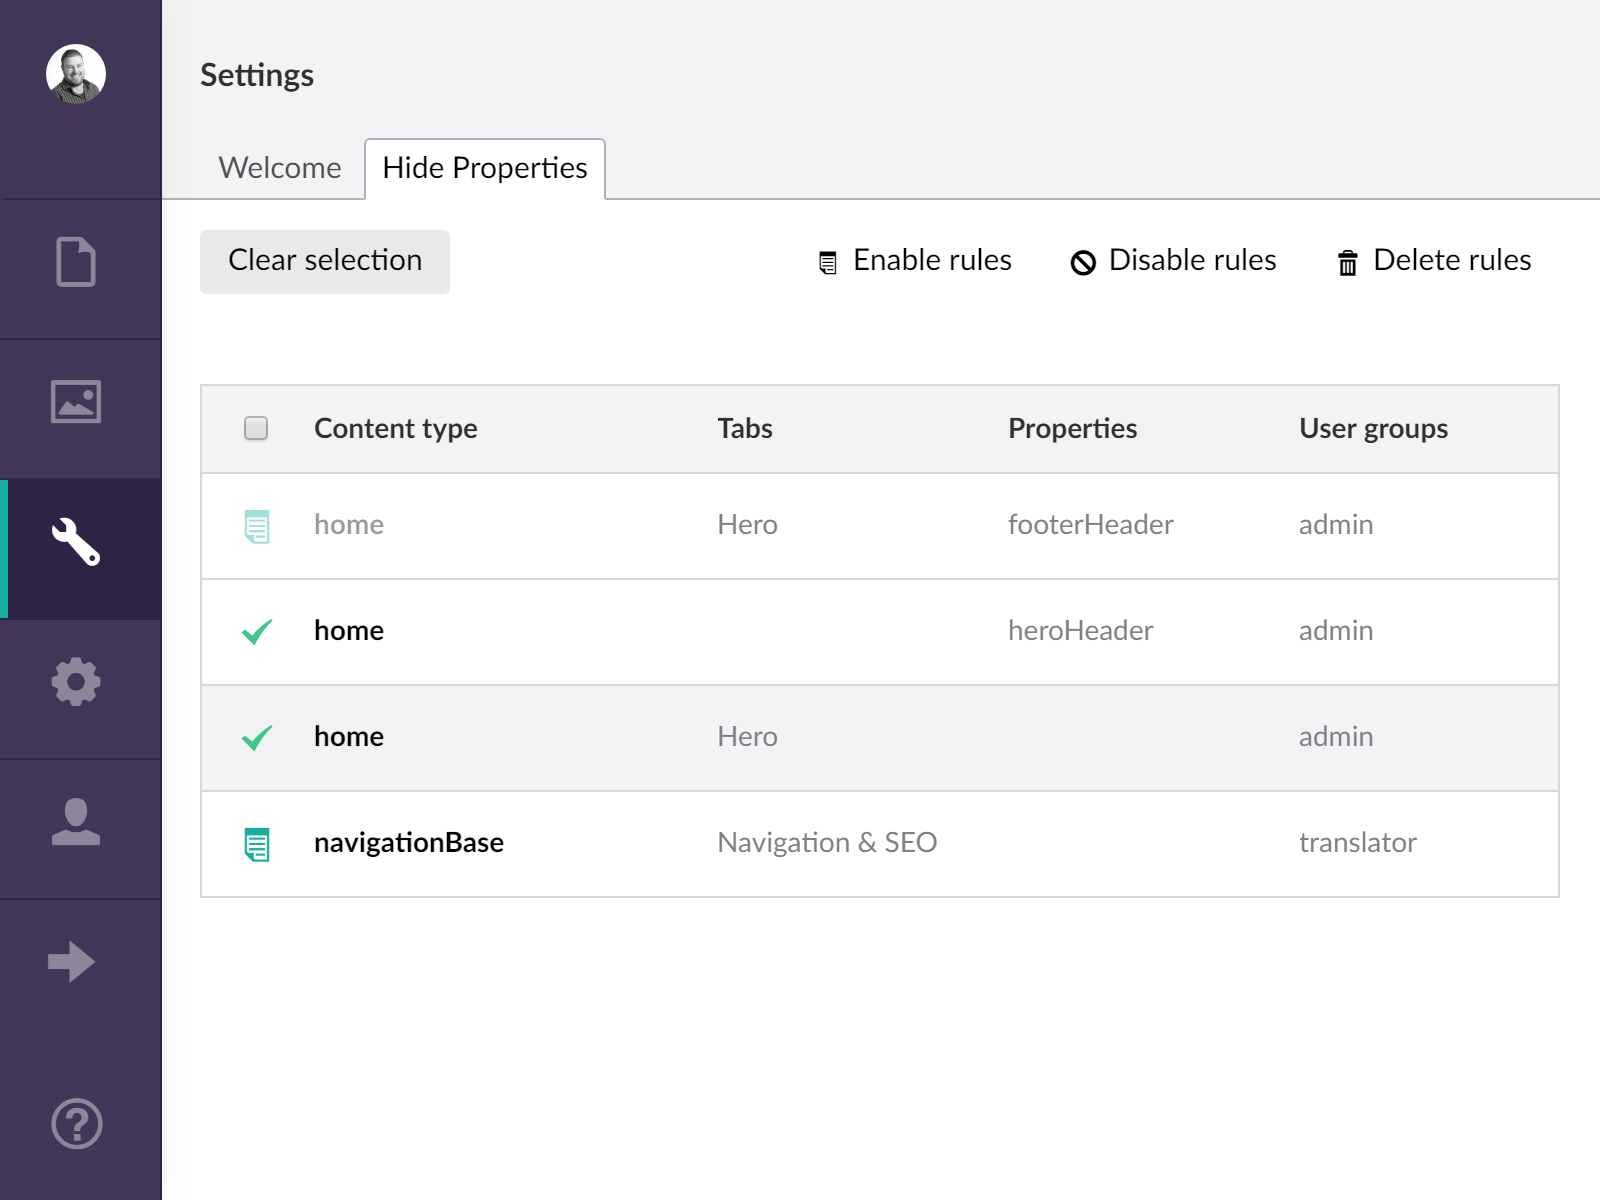 Settings
Welcome Hide Properties
Clear selection Enable rules Disable rules Delete rules
Content type Tabs Properties User groups
home Hero footerHeader admin
home heroHeader admin
home Hero admin
navigationBase Navigation & SEO translator